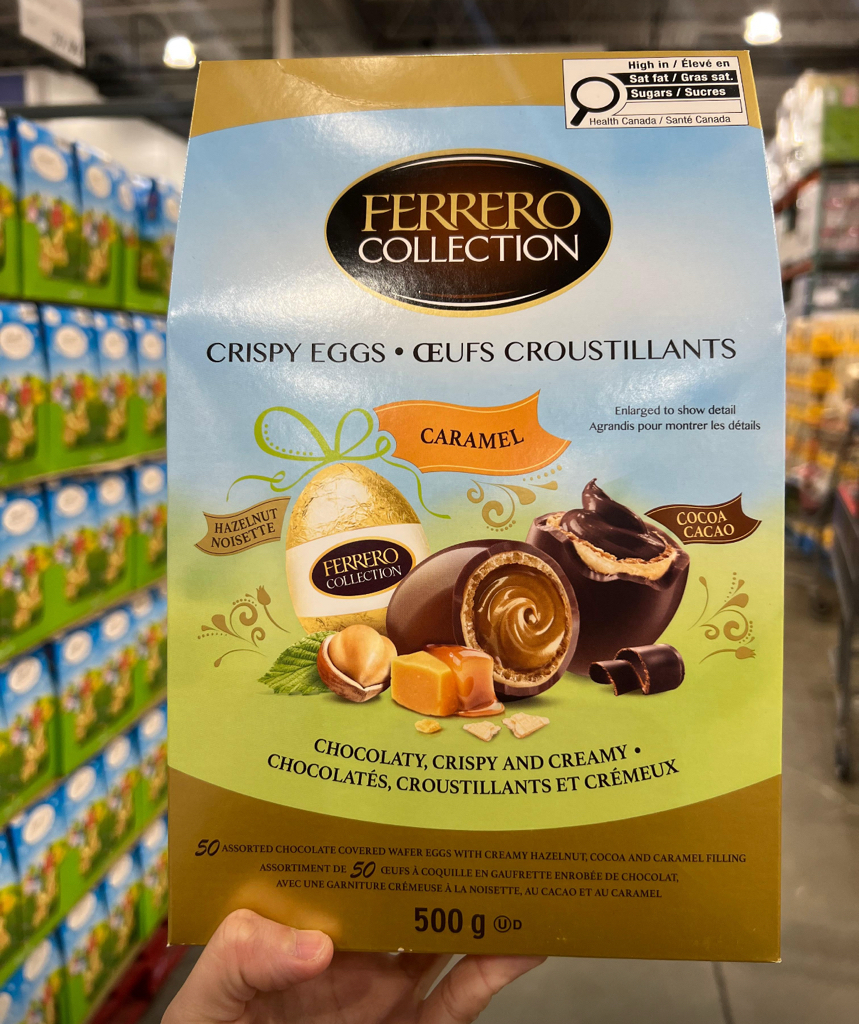 High in / Élevé en
Sat fat / Gras sat.
Sugars / Sucres
Health Canada / Santé Canada
FERRERO
COLLECTION
CRISPY EGGS • ŒUFS CROUSTILLANTS
Enlarged to show detail
Agrandis pour montrer les détails
CARAMEL
HAZELNUT
NOISETTE
COCOA
CACAO
FERRERO
COLLECTION
CHOCOLATY, CRISPY AND CREAMY •
CHOCOLATÉS, CROUSTILLANTS ET CRÉMEUX
50 ASSORTED CHOCOLATE COVERED WAFER EGGS WITH CREAMY HAZELNUT, COCOA AND CARAMEL FILLING
ASSORTIMENT DE 50 ŒUFS À COQUILLE EN GAUFRETTE ENROBÉE DE CHOCOLAT,
AVEC UNE GARNITURE CRÉMEUSE À LA NOISETTE, AU CACAO ET AU CARAMEL
500 g ⓊD